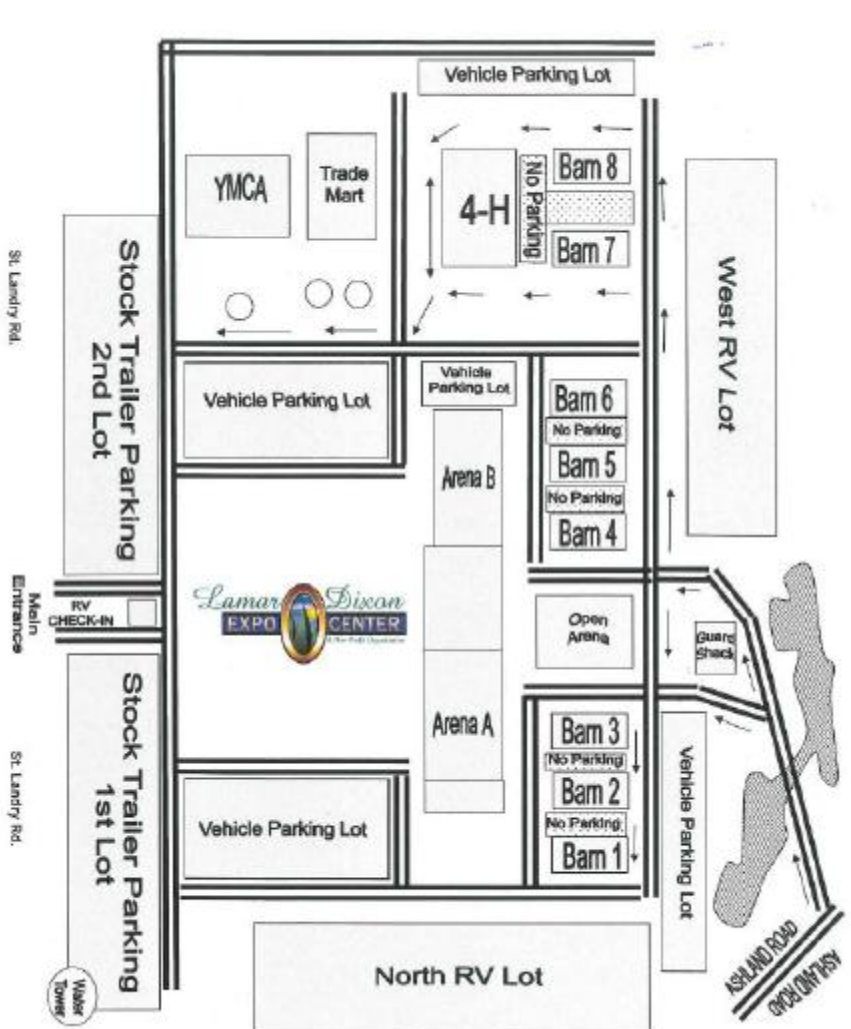 Vehicle Parking Lot
YMCA
Trade
Mart
4-H
No Parking
Barn 8
Barn 7
West RV Lot
St. Landry Rd.
Stock Trailer Parking
2nd Lot
Vehicle Parking Lot
Vehicle
Parking Lot
Barn 6
No Parking
Barn 5
No Parking
Barn 4
Arena B
Main
Entrance
RV
CHECK-IN
Lamar Dixon
EXPO CENTER
Open
Arena
Guard
Shack
Stock Trailer Parking
1st Lot
St. Landry Rd.
Arena A
Barn 3
No Parking
Barn 2
No Parking
Barn 1
Vehicle Parking Lot
Vehicle Parking Lot
ASHLAND ROAD
ASHLAND ROAD
North RV Lot
Water
Tower